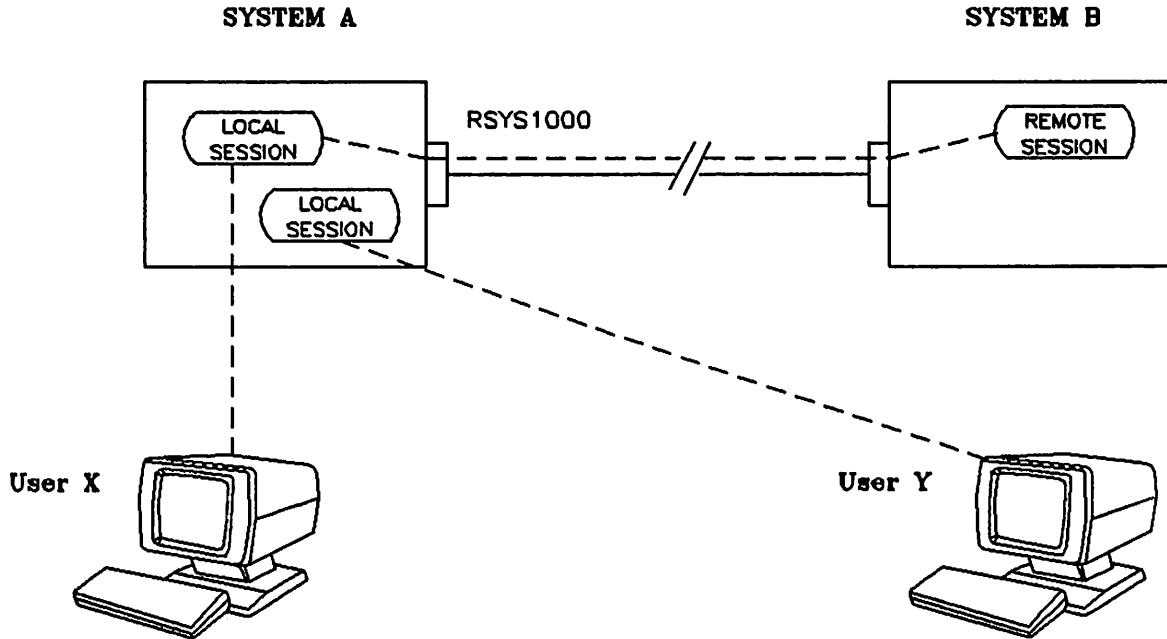 SYSTEM A
SYSTEM B
LOCAL
SESSION
RSYS1000
REMOTE
SESSION
LOCAL
SESSION
User X
User Y